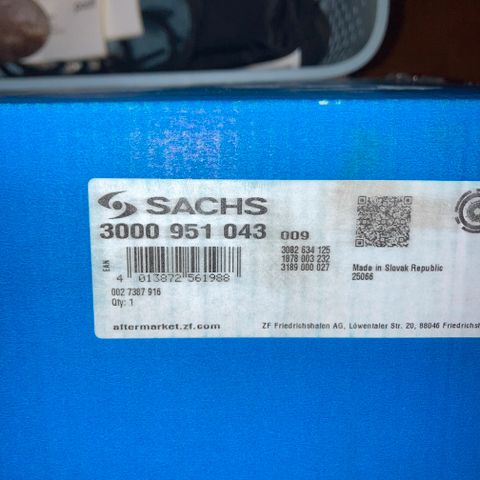 SACHS
3000 951 043 009
3082 634 125
1878 003 232
3189 000 027
EAN
4 013872 561988
Made in Slovak Republic
25066
002 7387 916
Qty: 1
aftermarket.zf.com
ZF Friedrichshafen AG, Löwentaler Str. 20, 88046 Friedrichs